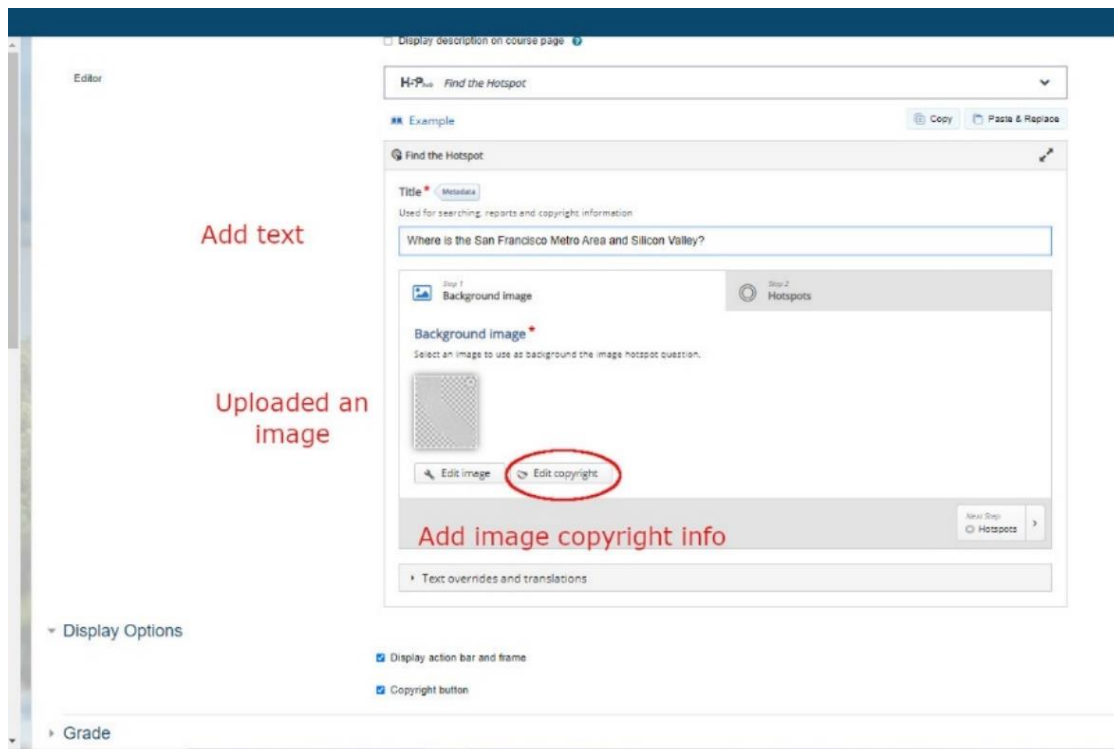 Display description on course page ?
Editor
H-P Find the Hotspot
Example
Copy
Paste & Replace
Find the Hotspot
Title * Metadata
Used for searching, reports and copyright information
Add text
Where is the San Francisco Metro Area and Silicon Valley?
Step 1
Background image
Step 2
Hotspots
Background image *
Select an image to use as background the image hotspot question.
Uploaded an
image
Edit image
Edit copyright
Next Step
Hotspots
Add image copyright info
Text overrides and translations
Display Options
Display action bar and frame
Copyright button
Grade